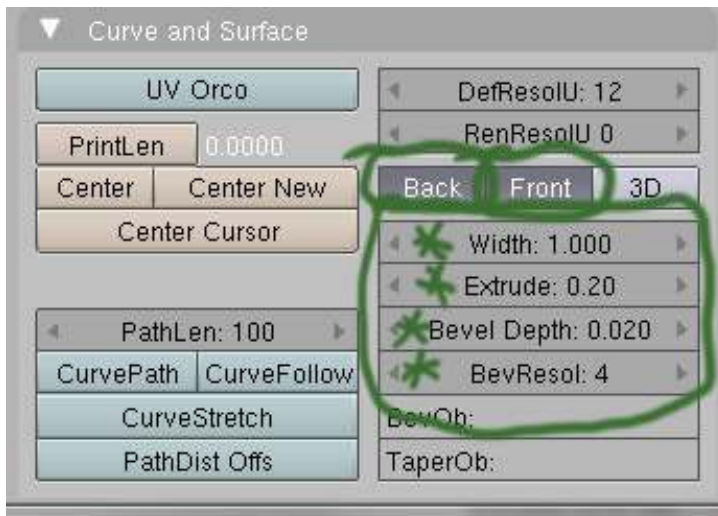 Curve and Surface
UV Orco
DefResolU: 12
PrintLen 0.0000
RenResolU 0
Center Center New
Back Front 3D
Center Cursor
Width: 1.000
Extrude: 0.20
PathLen: 100
Bevel Depth: 0.020
CurvePath CurveFollow
BevResol: 4
CurveStretch
BevOb:
PathDist Offs
TaperOb: